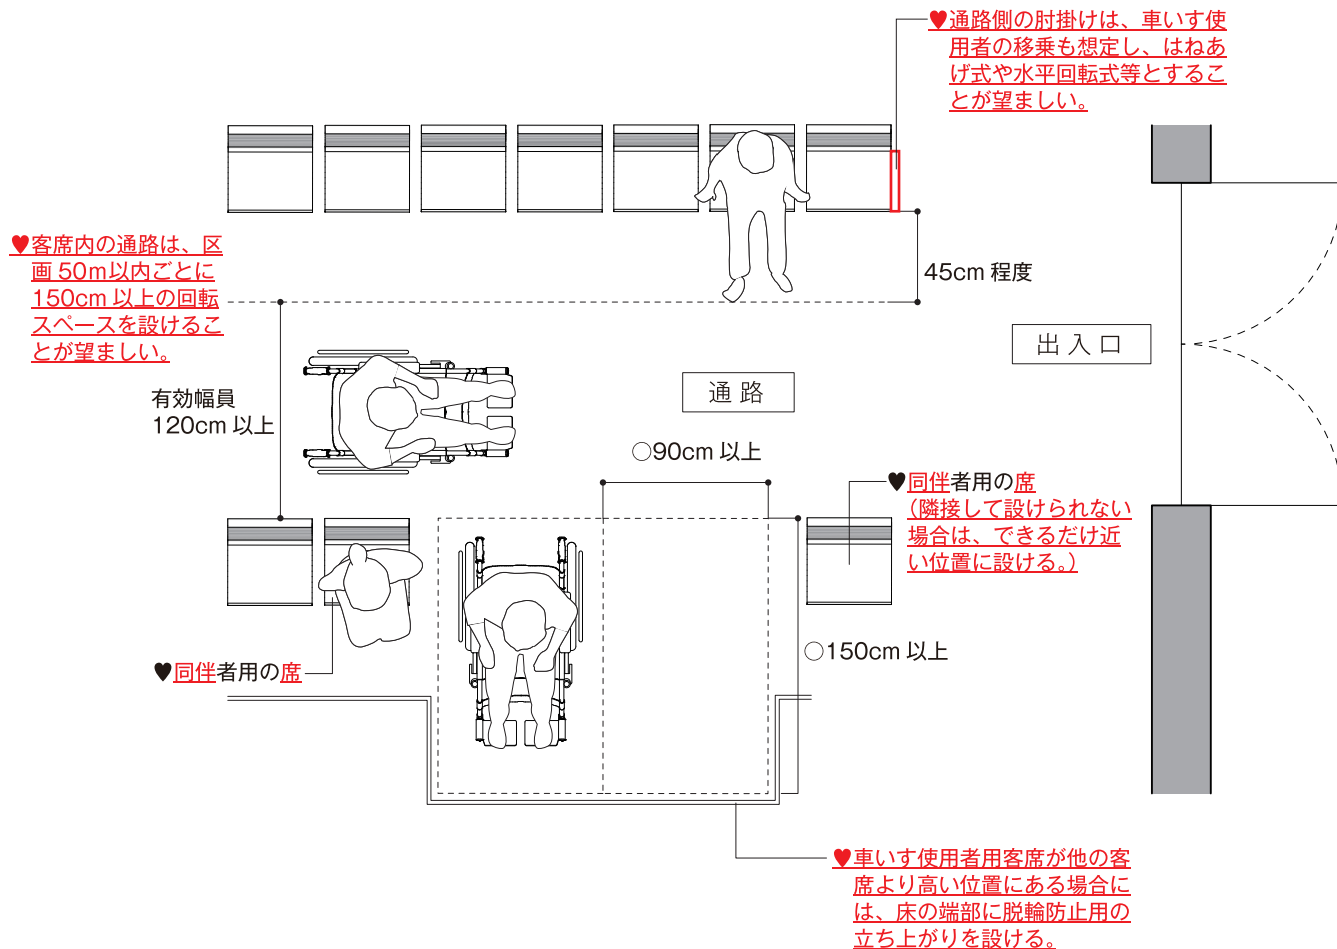 ♥通路側の肘掛けは、車いす使
用者の移乗も想定し、はねあ
げ式や水平回転式等とするこ
とが望ましい。
♥客席内の通路は、区
画 50m以内ごとに
150cm 以上の回転
スペースを設けるこ
とが望ましい。
45cm 程度
出入口
通路
有効幅員
120cm 以上
○90cm 以上
♥同伴者用の席
（隣接して設けられない
場合は、できるだけ近
い位置に設ける。）
○150cm 以上
♥同伴者用の席
♥車いす使用者用客席が他の客
席より高い位置にある場合に
は、床の端部に脱輪防止用の
立ち上がりを設ける。